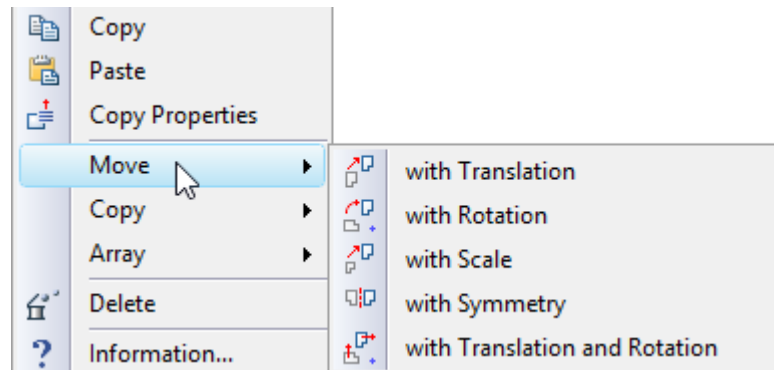 Copy
Paste
Copy Properties
Move
Copy
Array
Delete
Information...
with Translation
with Rotation
with Scale
with Symmetry
with Translation and Rotation